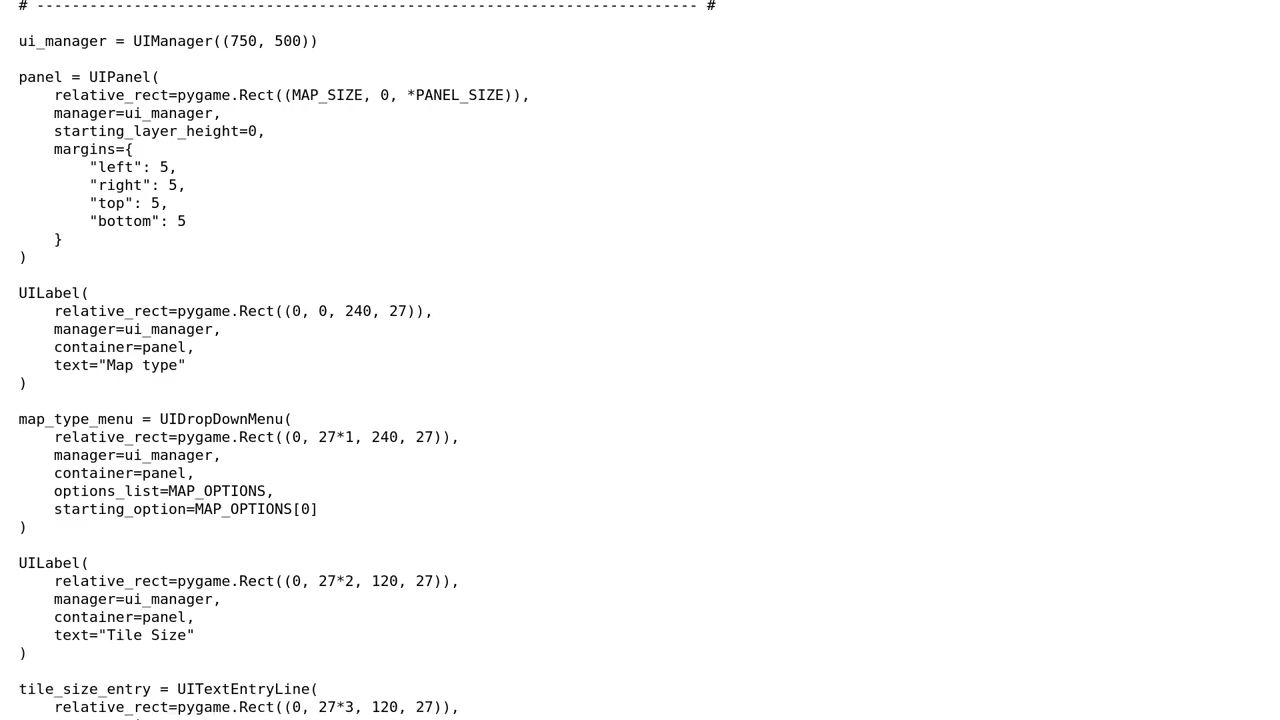 # --------------------------------------------------------------------------- #
ui_manager = UIManager((750, 500))
panel = UIPanel(
    relative_rect=pygame.Rect((MAP_SIZE, 0, *PANEL_SIZE)),
    manager=ui_manager,
    starting_layer_height=0,
    margins={
        "left": 5,
        "right": 5,
        "top": 5,
        "bottom": 5
    }
)
UILabel(
    relative_rect=pygame.Rect((0, 0, 240, 27)),
    manager=ui_manager,
    container=panel,
    text="Map type"
)
map_type_menu = UIDropDownMenu(
    relative_rect=pygame.Rect((0, 27*1, 240, 27)),
    manager=ui_manager,
    container=panel,
    options_list=MAP_OPTIONS,
    starting_option=MAP_OPTIONS[0]
)
UILabel(
    relative_rect=pygame.Rect((0, 27*2, 120, 27)),
    manager=ui_manager,
    container=panel,
    text="Tile Size"
)
tile_size_entry = UITextEntryLine(
    relative_rect=pygame.Rect((0, 27*3, 120, 27)),